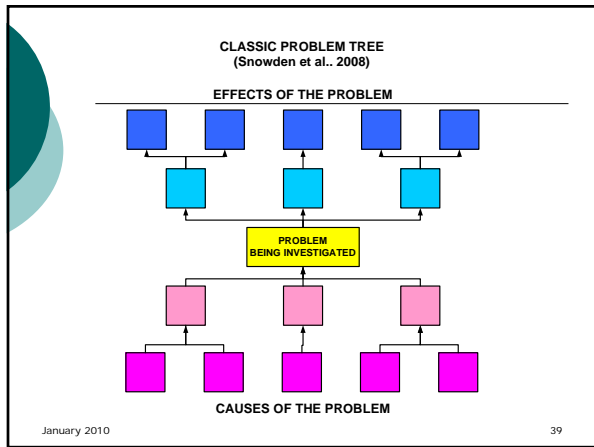 CLASSIC PROBLEM TREE
(Snowden et al.. 2008)
EFFECTS OF THE PROBLEM
PROBLEM
BEING INVESTIGATED
CAUSES OF THE PROBLEM
January 2010
39